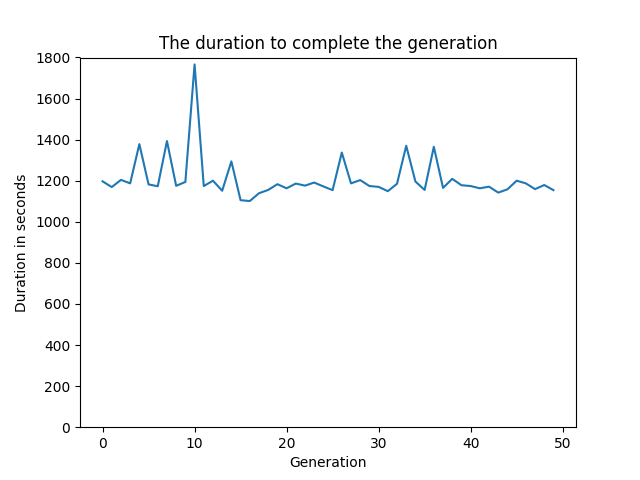 The duration to complete the generation
1800
1600
1400
1200
1000
800
600
400
200
0
Duration in seconds
0 10 20 30 40 50
Generation